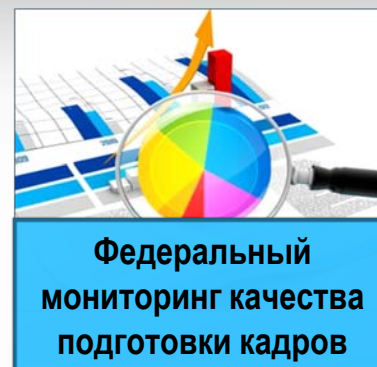 Федеральный
мониторинг качества
подготовки кадров